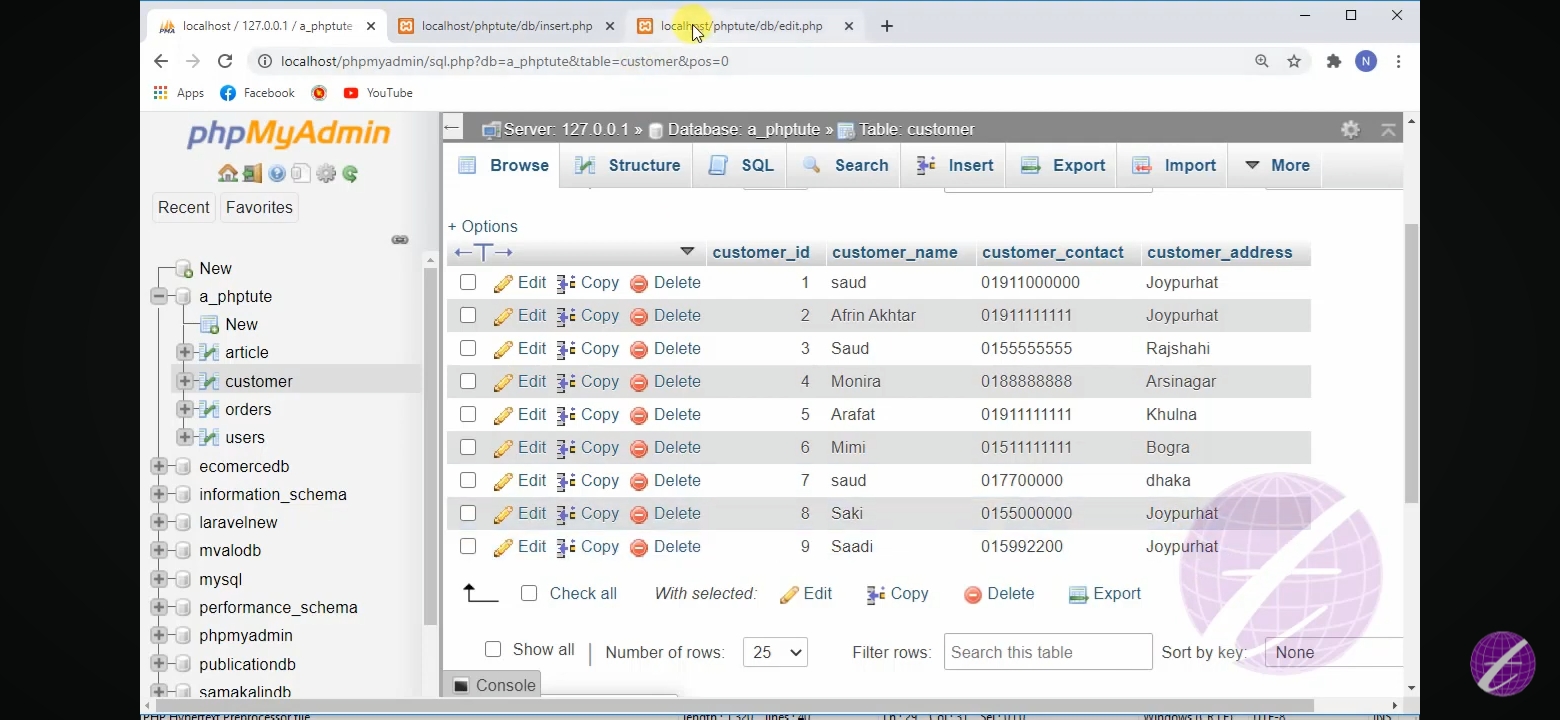 localhost / 127.0.0.1 / a_phptute
localhost/phptute/db/insert.php
localhost/phptute/db/edit.php
localhost/phpmyadmin/sql.php?db=a_phptute&table=customer&pos=0
N
Apps Facebook YouTube
phpMyAdmin
Recent Favorites
New
a_phptute
New
article
customer
orders
users
ecomercedb
information_schema
laravelnew
mvalodb
mysql
performance_schema
phpmyadmin
publicationdb
samakalindb
Server: 127.0.0.1 » Database: a_phptute » Table: customer
Browse Structure SQL Search Insert Export Import More
+ Options
←T→ customer_id customer_name customer_contact customer_address
Edit Copy Delete 1 saud 01911000000 Joypurhat
Edit Copy Delete 2 Afrin Akhtar 01911111111 Joypurhat
Edit Copy Delete 3 Saud 0155555555 Rajshahi
Edit Copy Delete 4 Monira 0188888888 Arsinagar
Edit Copy Delete 5 Arafat 01911111111 Khulna
Edit Copy Delete 6 Mimi 01511111111 Bogra
Edit Copy Delete 7 saud 017700000 dhaka
Edit Copy Delete 8 Saki 0155000000 Joypurhat
Edit Copy Delete 9 Saadi 015992200 Joypurhat
Check all With selected: Edit Copy Delete Export
Show all | Number of rows: 25 Filter rows: Search this table Sort by key: None
Console
PHP Hypertext Preprocessor file